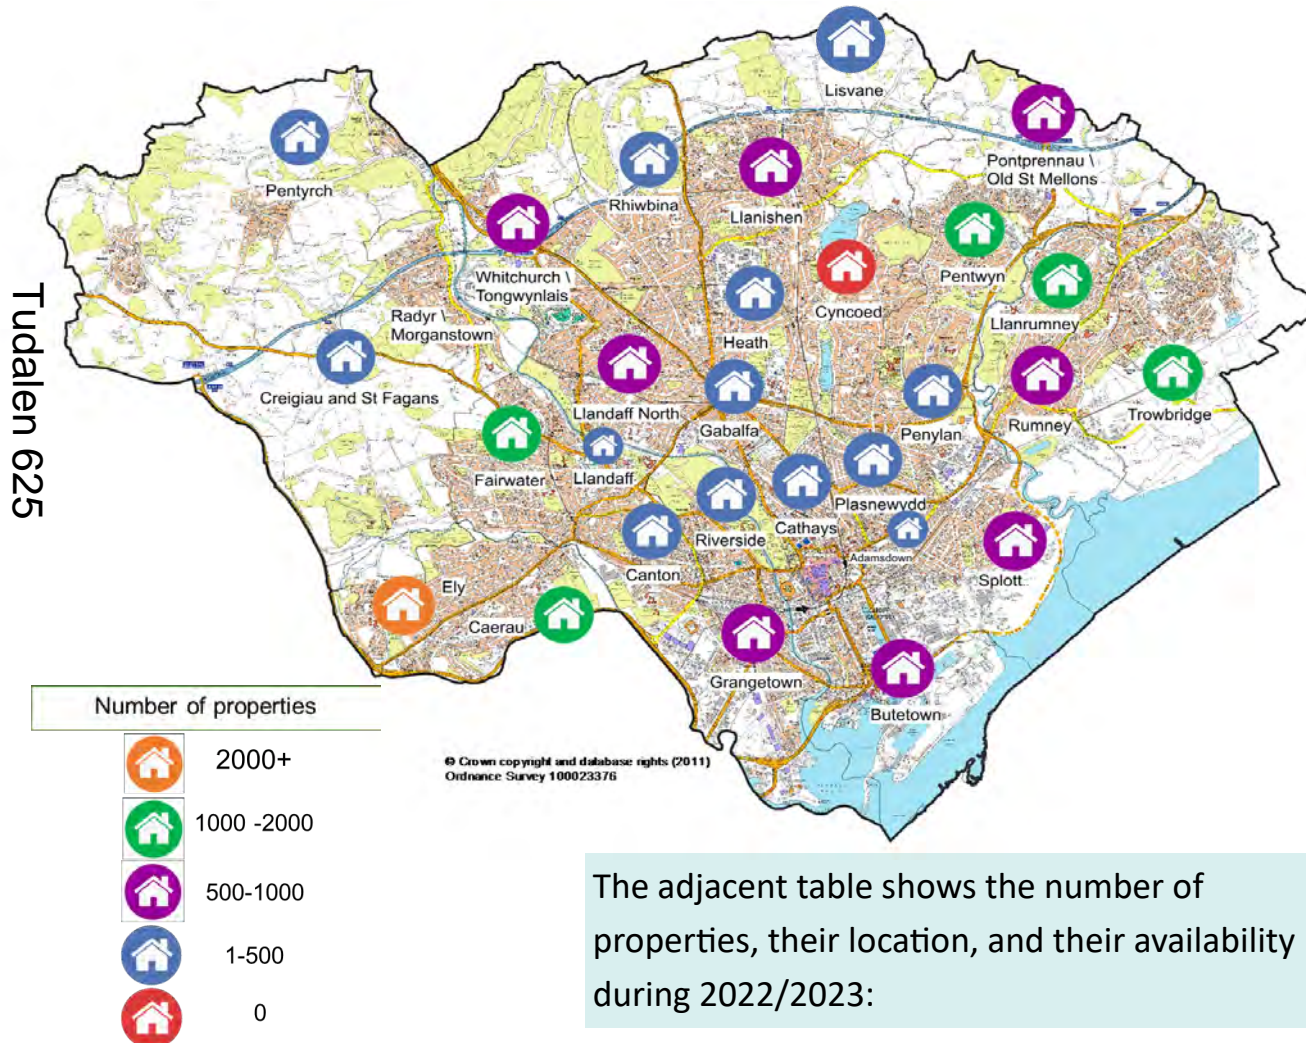 Lisvane
Pentyrch
Rhiwbina
Llanishen
Pontprennau \
Old St Mellons
Whitchurch \
Tongwynlais
Pentwyn
Cyncoed
Radyr \
Morganstown
Heath
Llanrumney
Creigiau and St Fagans
Llandaff North
Gabalfa
Penylan
Rumney
Trowbridge
Fairwater
Llandaff
Plasnewydd
Cathays
Riverside
Adamsdown
Canton
Splott
Ely
Caerau
Grangetown
Butetown
Tudalen 625
Number of properties
2000+
1000 -2000
500-1000
1-500
0
© Crown copyright and database rights (2011)
Ordnance Survey 100023376
The adjacent table shows the number of
properties, their location, and their availability
during 2022/2023: